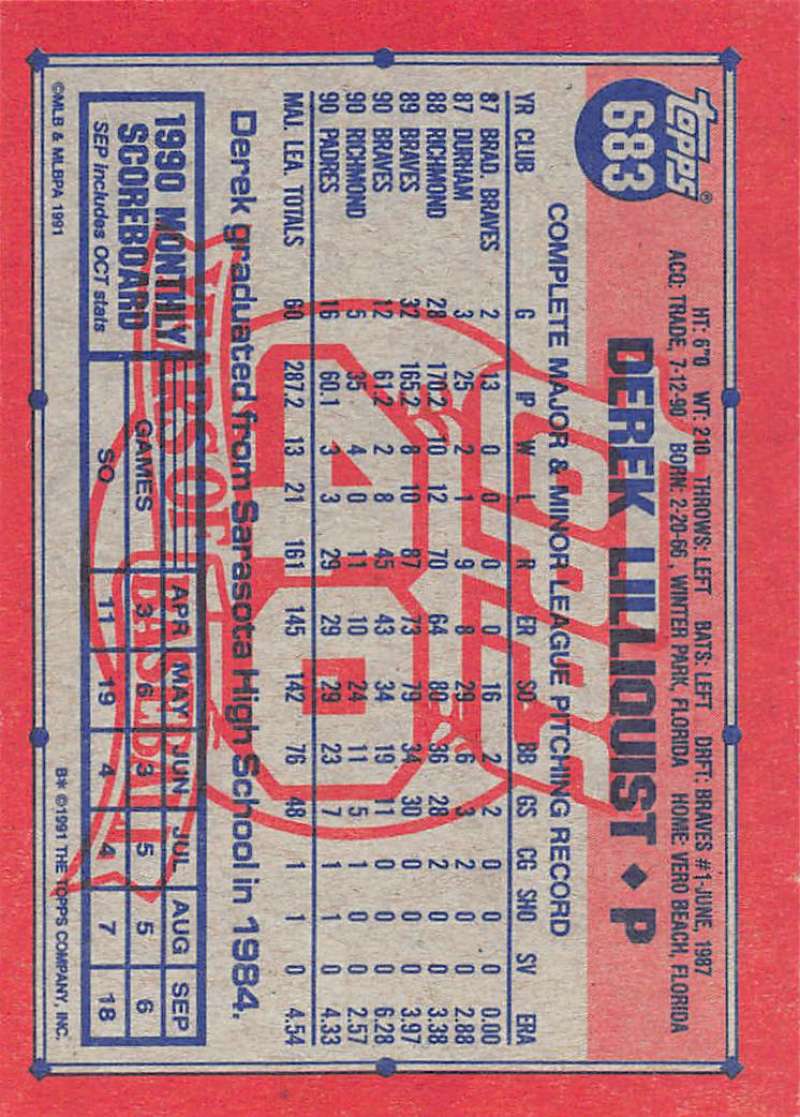 topps®
683
HT: 6"0 WT: 210 THROWS: LEFT BATS: LEFT DRFT: BRAVES #1-JUNE, 1987
ACQ: TRADE, 7-12-90 BORN: 2-20-66, WINTER PARK, FLORIDA HOME: VERO BEACH, FLORIDA
DEREK LILLIQUIST ♦ P
COMPLETE MAJOR & MINOR LEAGUE PITCHING RECORD
YR CLUB G IP W L R ER SO BB GS CG SHO SV ERA
87 BRAD. BRAVES 2 13 0 0 0 0 16 2 2 0 0 0 0.00
87 DURHAM 3 25 2 1 9 8 29 6 3 2 0 0 2.88
88 RICHMOND 28 170.2 10 12 70 64 80 36 28 2 0 0 3.38
89 BRAVES 32 165.2 8 10 87 73 79 34 30 0 0 0 3.97
90 BRAVES 12 61.2 2 8 45 43 34 19 11 0 0 0 6.28
90 RICHMOND 5 35 4 0 11 10 24 11 5 1 0 0 2.57
90 PADRES 16 60.1 3 3 29 29 29 23 7 1 1 0 4.33
MAJ. LEA. TOTALS 60 287.2 13 21 161 145 142 76 48 1 1 0 4.54
Derek graduated from Sarasota High School in 1984.
topps
40
YEARS OF
BASEBALL
1990 MONTHLY
SCOREBOARD
SEP includes OCT stats
APR MAY JUN JUL AUG SEP
GAMES 3 6 3 5 5 6
SO 11 19 4 4 7 18
©MLB & MLBPA 1991
B* ©1991 THE TOPPS COMPANY, INC.